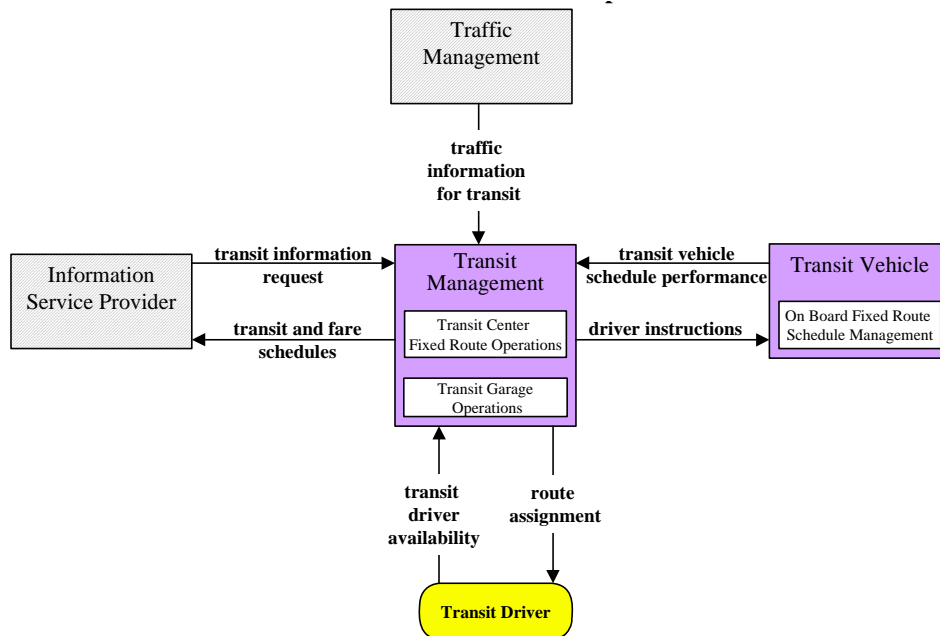 Traffic
Management
traffic
information
for transit
transit information
request
Transit
Management
transit vehicle
schedule performance
Transit Vehicle
Information
Service Provider
On Board Fixed Route
Schedule Management
Transit Center
Fixed Route Operations
transit and fare
schedules
driver instructions
Transit Garage
Operations
transit
driver
availability
route
assignment
Transit Driver